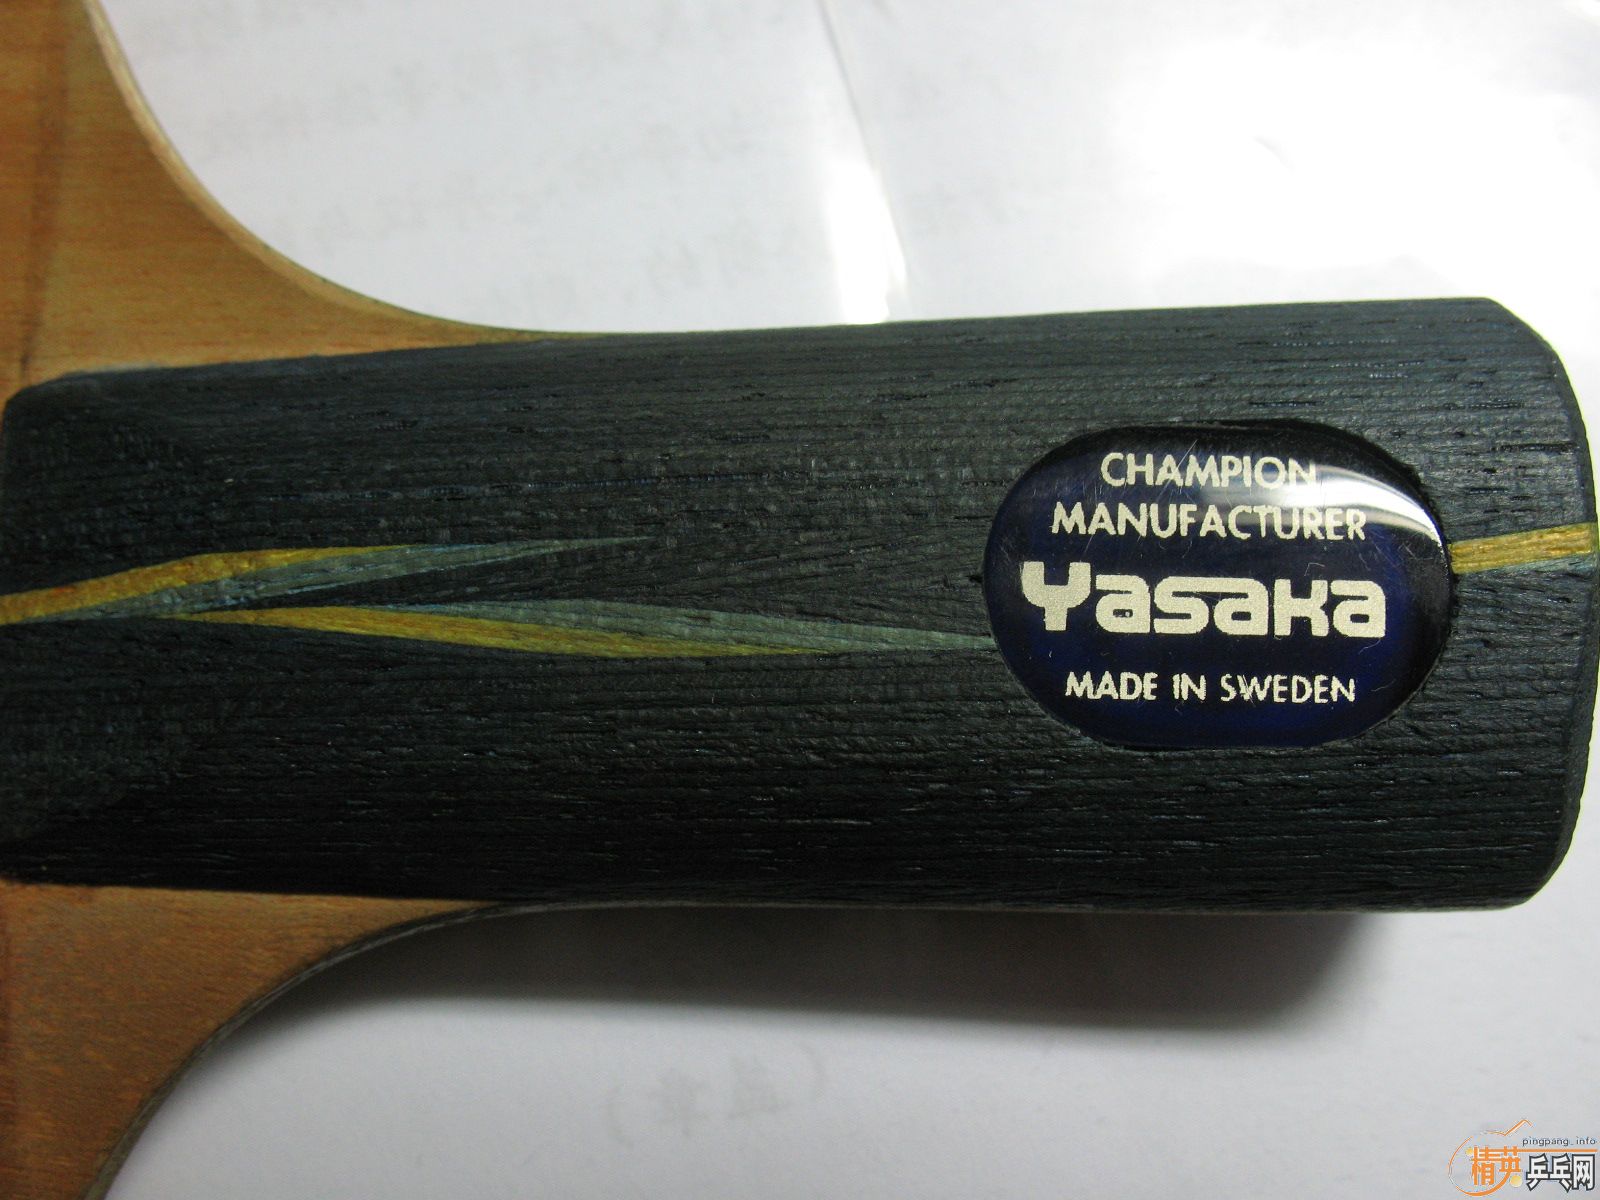 CHAMPION
MANUFACTURER
Yasaka
MADE IN SWEDEN
pingpang.info
精英乒乓网